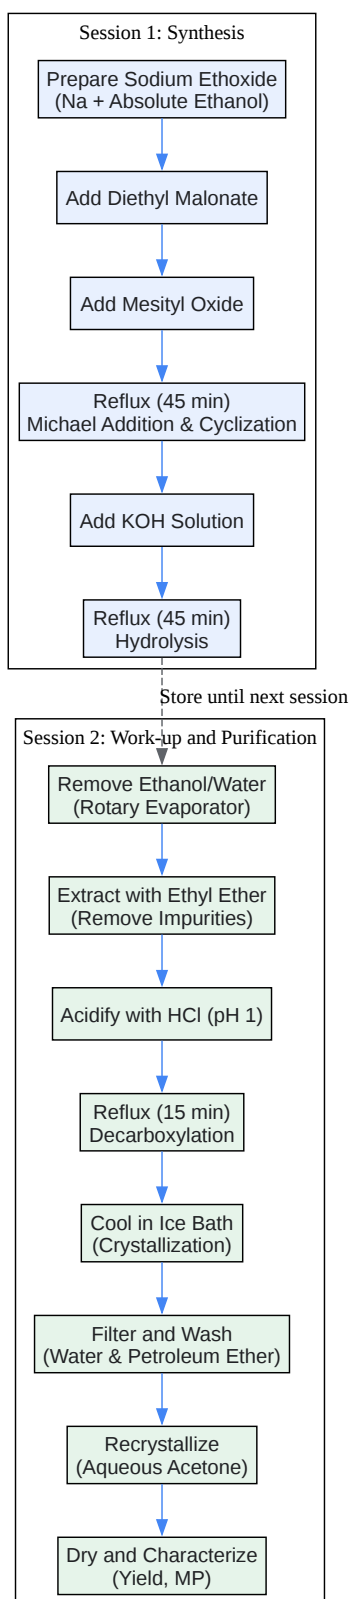 Session 1: Synthesis
Prepare Sodium Ethoxide
(Na + Absolute Ethanol)
Add Diethyl Malonate
Add Mesityl Oxide
Reflux (45 min)
Michael Addition & Cyclization
Add KOH Solution
Reflux (45 min)
Hydrolysis
Store until next session
Session 2: Work-up and Purification
Remove Ethanol/Water
(Rotary Evaporator)
Extract with Ethyl Ether
(Remove Impurities)
Acidify with HCl (pH 1)
Reflux (15 min)
Decarboxylation
Cool in Ice Bath
(Crystallization)
Filter and Wash
(Water & Petroleum Ether)
Recrystallize
(Aqueous Acetone)
Dry and Characterize
(Yield, MP)